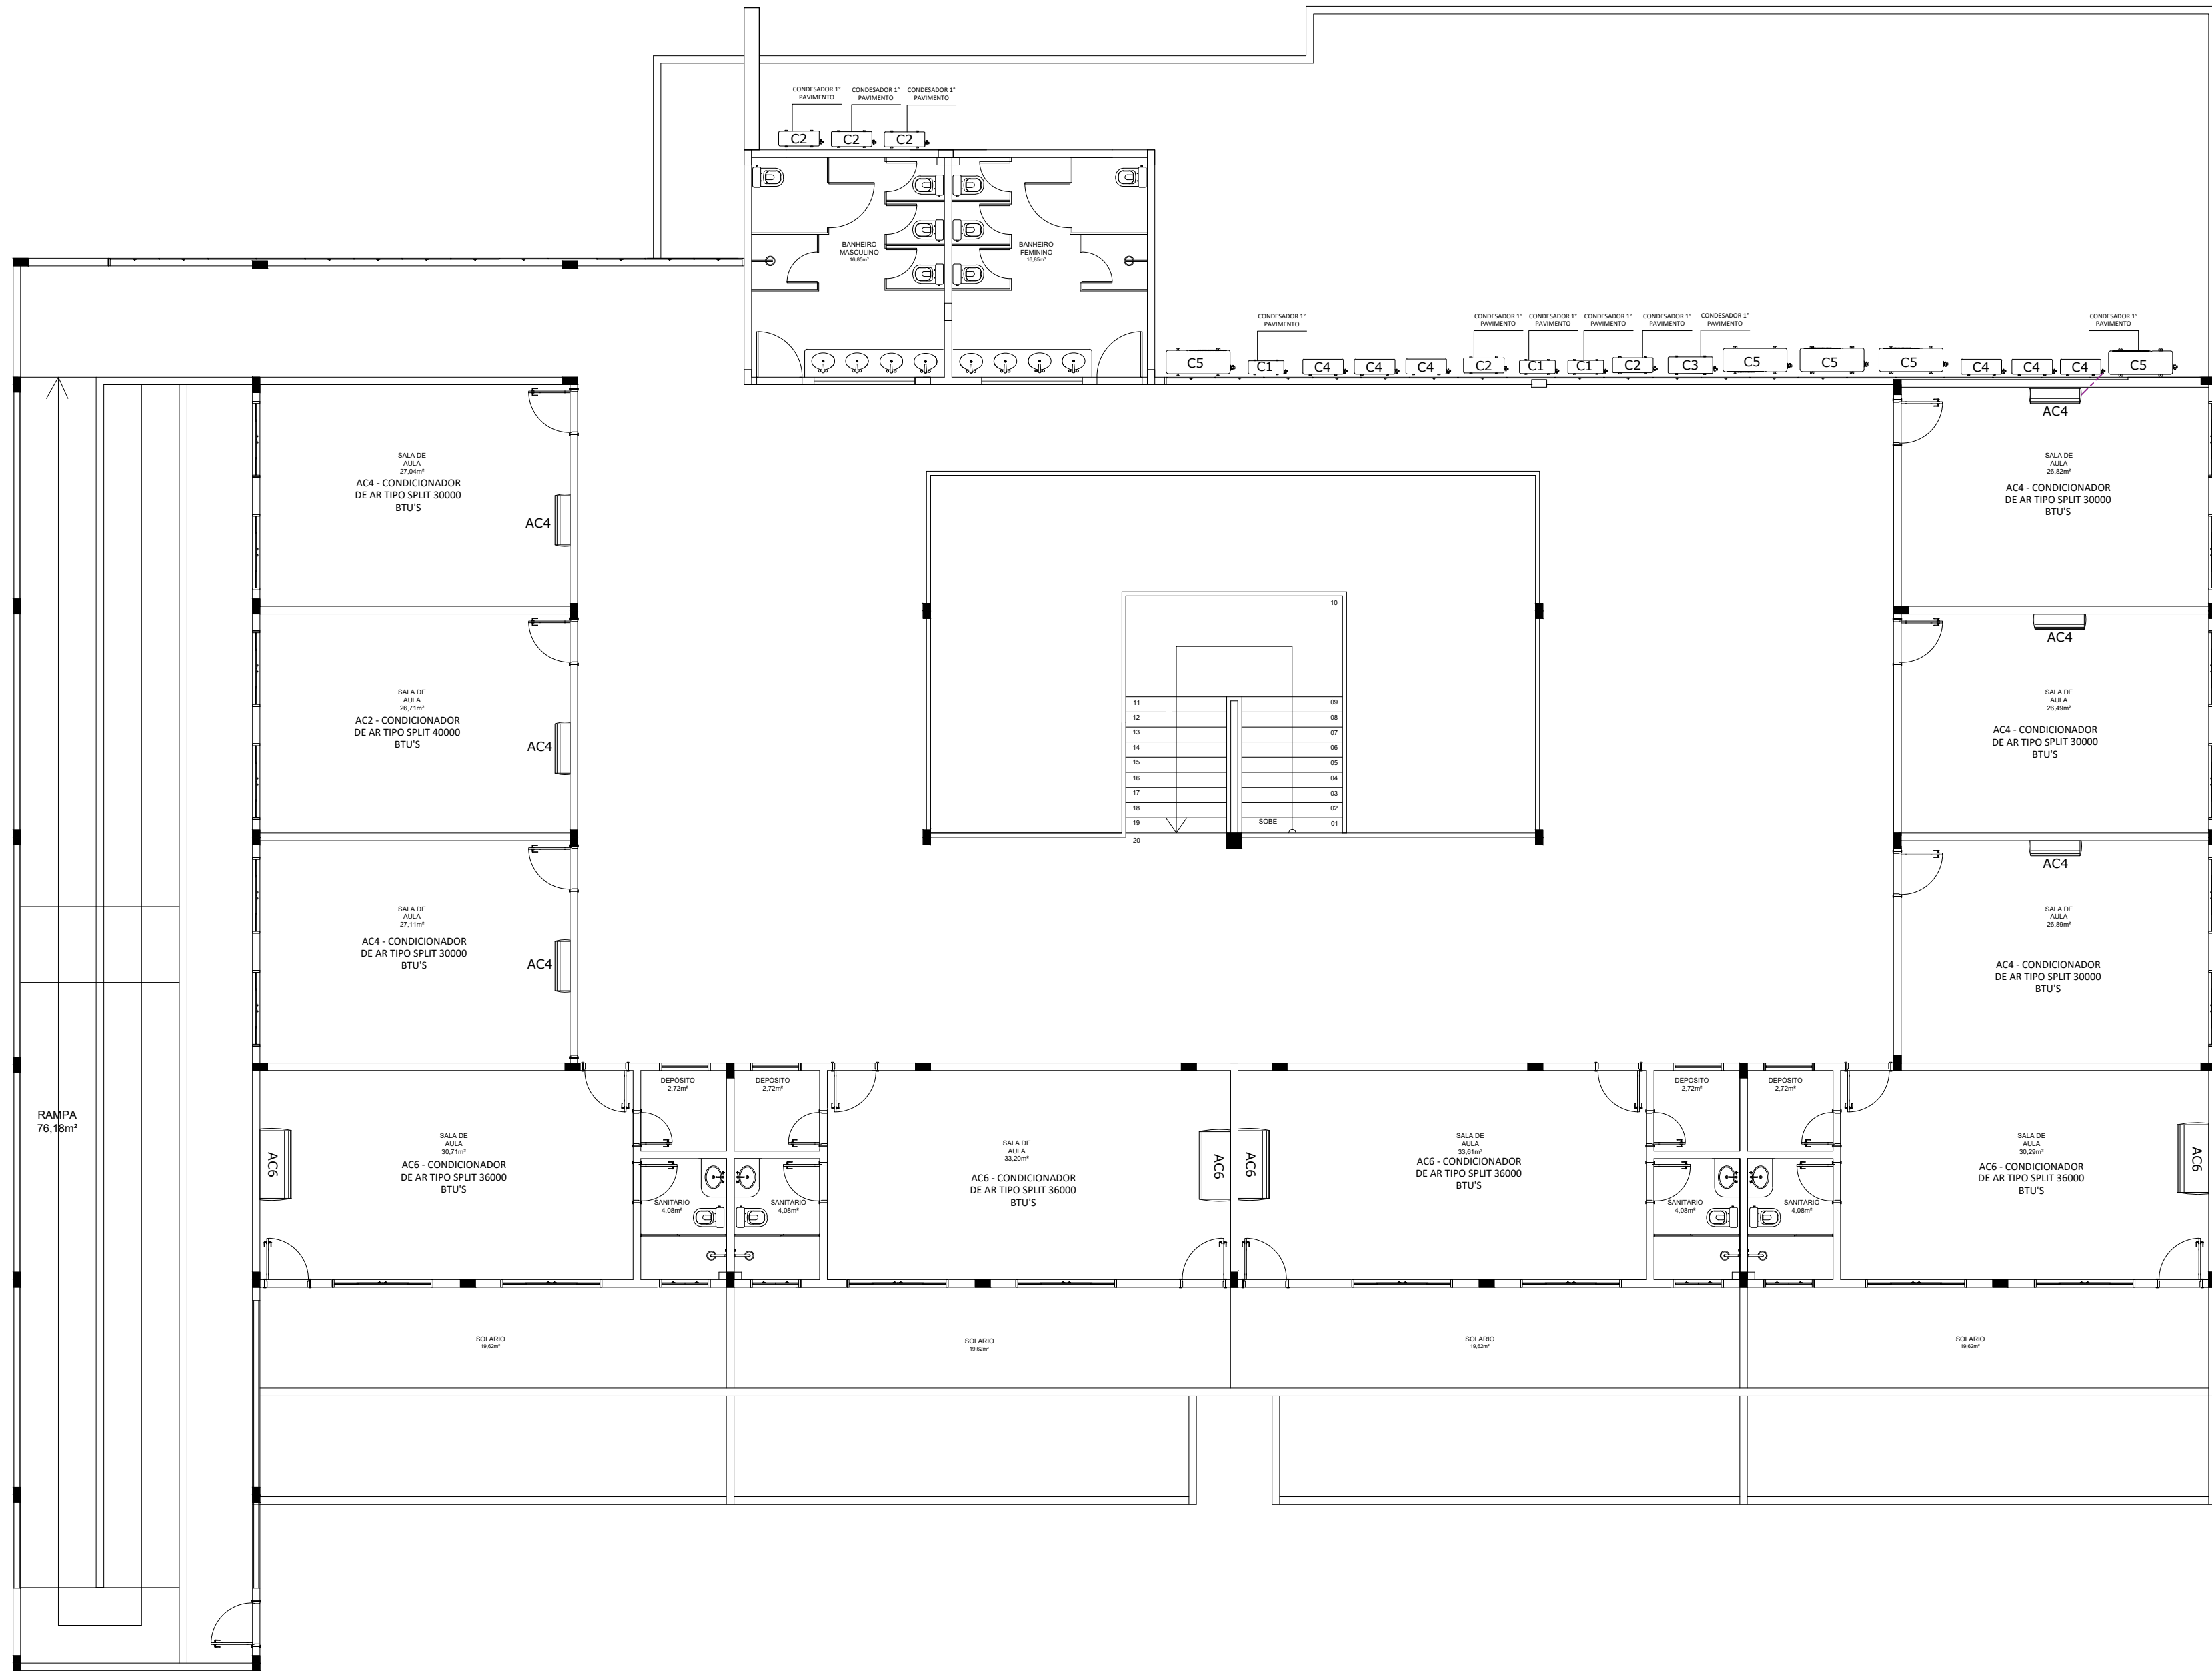 CONDESADOR 1°
PAVIMENTO
CONDESADOR 1°
PAVIMENTO
CONDESADOR 1°
PAVIMENTO
C2
C2
C2
BANHEIRO
MASCULINO
16,85m²
BANHEIRO
FEMININO
16,85m²
CONDESADOR 1°
PAVIMENTO
CONDESADOR 1°
PAVIMENTO
CONDESADOR 1°
PAVIMENTO
CONDESADOR 1°
PAVIMENTO
CONDESADOR 1°
PAVIMENTO
CONDESADOR 1°
PAVIMENTO
CONDESADOR 1°
PAVIMENTO
C5
C1
C4
C4
C4
C2
C1
C1
C2
C3
C5
C5
C5
C4
C4
C4
C5
SALA DE
AULA
27,04m²
AC4 - CONDICIONADOR
DE AR TIPO SPLIT 30000
BTU'S
AC4
AC4
SALA DE
AULA
26,82m²
AC4 - CONDICIONADOR
DE AR TIPO SPLIT 30000
BTU'S
SALA DE
AULA
26,71m²
AC2 - CONDICIONADOR
DE AR TIPO SPLIT 40000
BTU'S
AC4
10
11
12
13
14
15
16
17
18
19
20
09
08
07
06
05
04
03
02
01
SOBE
AC4
SALA DE
AULA
26,49m²
AC4 - CONDICIONADOR
DE AR TIPO SPLIT 30000
BTU'S
SALA DE
AULA
27,11m²
AC4 - CONDICIONADOR
DE AR TIPO SPLIT 30000
BTU'S
AC4
AC4
SALA DE
AULA
26,89m²
AC4 - CONDICIONADOR
DE AR TIPO SPLIT 30000
BTU'S
RAMPA
76,18m²
AC6
SALA DE
AULA
30,71m²
AC6 - CONDICIONADOR
DE AR TIPO SPLIT 36000
BTU'S
DEPÓSITO
2,72m²
DEPÓSITO
2,72m²
SANITÁRIO
4,08m²
SANITÁRIO
4,08m²
SALA DE
AULA
33,20m²
AC6 - CONDICIONADOR
DE AR TIPO SPLIT 36000
BTU'S
AC6
AC6
SALA DE
AULA
33,61m²
AC6 - CONDICIONADOR
DE AR TIPO SPLIT 36000
BTU'S
DEPÓSITO
2,72m²
DEPÓSITO
2,72m²
SANITÁRIO
4,08m²
SANITÁRIO
4,08m²
SALA DE
AULA
30,29m²
AC6 - CONDICIONADOR
DE AR TIPO SPLIT 36000
BTU'S
AC6
SOLARIO
19,62m²
SOLARIO
19,62m²
SOLARIO
19,62m²
SOLARIO
19,62m²